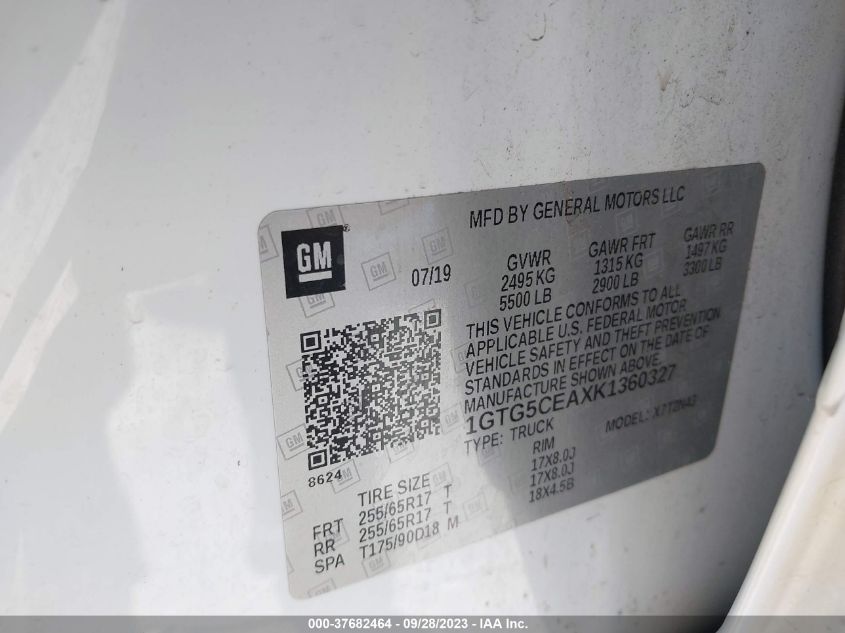 MFD BY GENERAL MOTORS LLC
GM
07/19
GVWR GAWR FRT GAWR RR
2495 KG 1315 KG 1497 KG
5500 LB 2900 LB 3300 LB
THIS VEHICLE CONFORMS TO ALL
APPLICABLE U.S. FEDERAL MOTOR
VEHICLE SAFETY AND THEFT PREVENTION
STANDARDS IN EFFECT ON THE DATE OF
MANUFACTURE SHOWN ABOVE.
1GTG5CEAXK1360327
TYPE: TRUCK MODEL: X7T2N43
8624
TIRE SIZE RIM
FRT 255/65R17 T 17X8.0J
RR 255/65R17 T 17X8.0J
SPA T175/90D18 M 18X4.5B
000-37682464 - 09/28/2023 - IAA Inc.